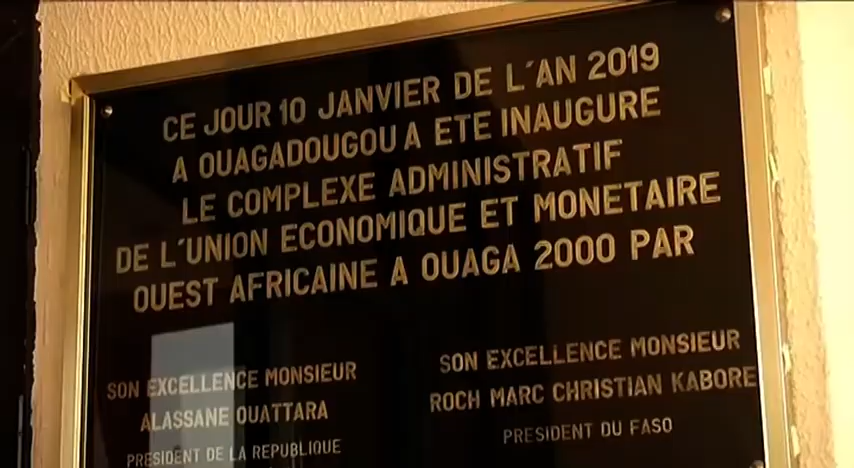 CE JOUR 10 JANVIER DE L´AN 2019
A OUAGADOUGOU A ETE INAUGURE
LE COMPLEXE ADMINISTRATIF
DE L´UNION ECONOMIQUE ET MONETAIRE
OUEST AFRICAINE A OUAGA 2000 PAR
SON EXCELLENCE MONSIEUR
ALASSANE OUATTARA
PRESIDENT DE LA REPUBLIQUE
SON EXCELLENCE MONSIEUR
ROCH MARC CHRISTIAN KABORE
PRESIDENT DU FASO